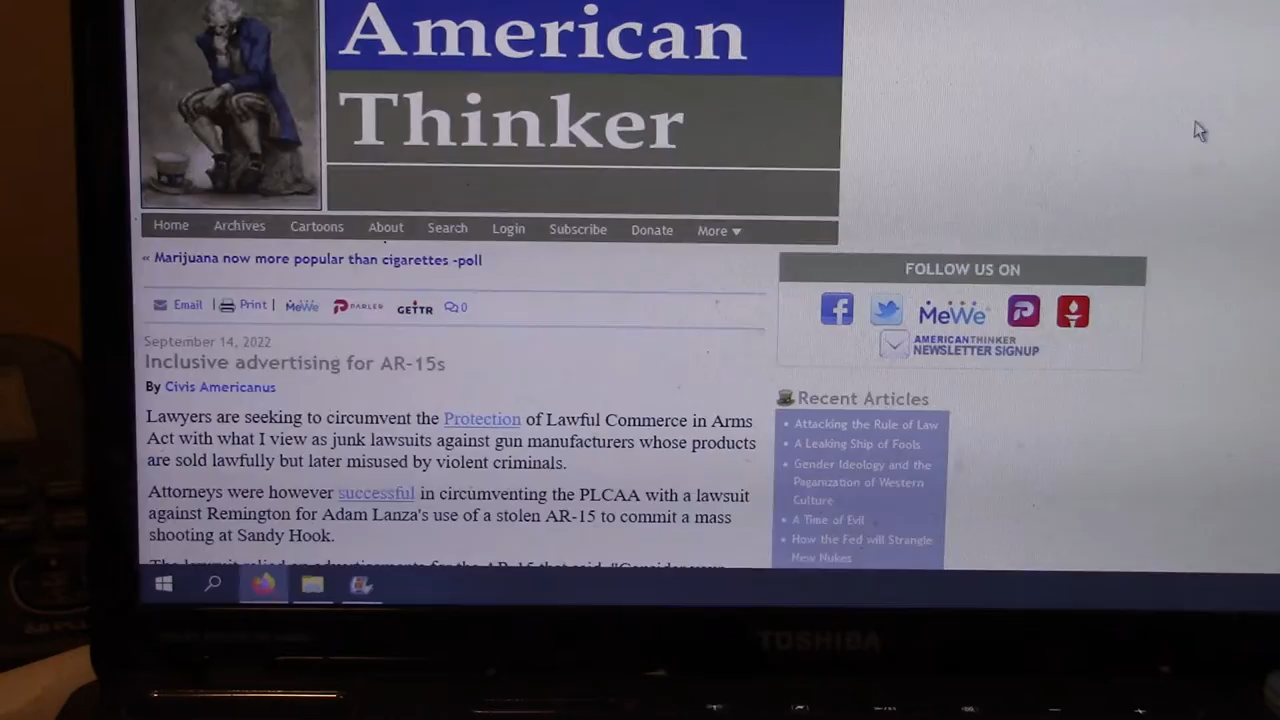 American
Thinker
Home Archives Cartoons About Search Login Subscribe Donate More ▼
« Marijuana now more popular than cigarettes -poll
Email | Print | MeWe PARLER GETTR 0
September 14, 2022
Inclusive advertising for AR-15s
By Civis Americanus
Lawyers are seeking to circumvent the Protection of Lawful Commerce in Arms
Act with what I view as junk lawsuits against gun manufacturers whose products
are sold lawfully but later misused by violent criminals.
Attorneys were however successful in circumventing the PLCAA with a lawsuit
against Remington for Adam Lanza's use of a stolen AR-15 to commit a mass
shooting at Sandy Hook.
FOLLOW US ON
MeWe
AMERICANTHINKER
NEWSLETTER SIGNUP
Recent Articles
• Attacking the Rule of Law
• A Leaking Ship of Fools
• Gender Ideology and the
Paganization of Western
Culture
• A Time of Evil
• How the Fed will Strangle
New Nukes
TOSHIBA